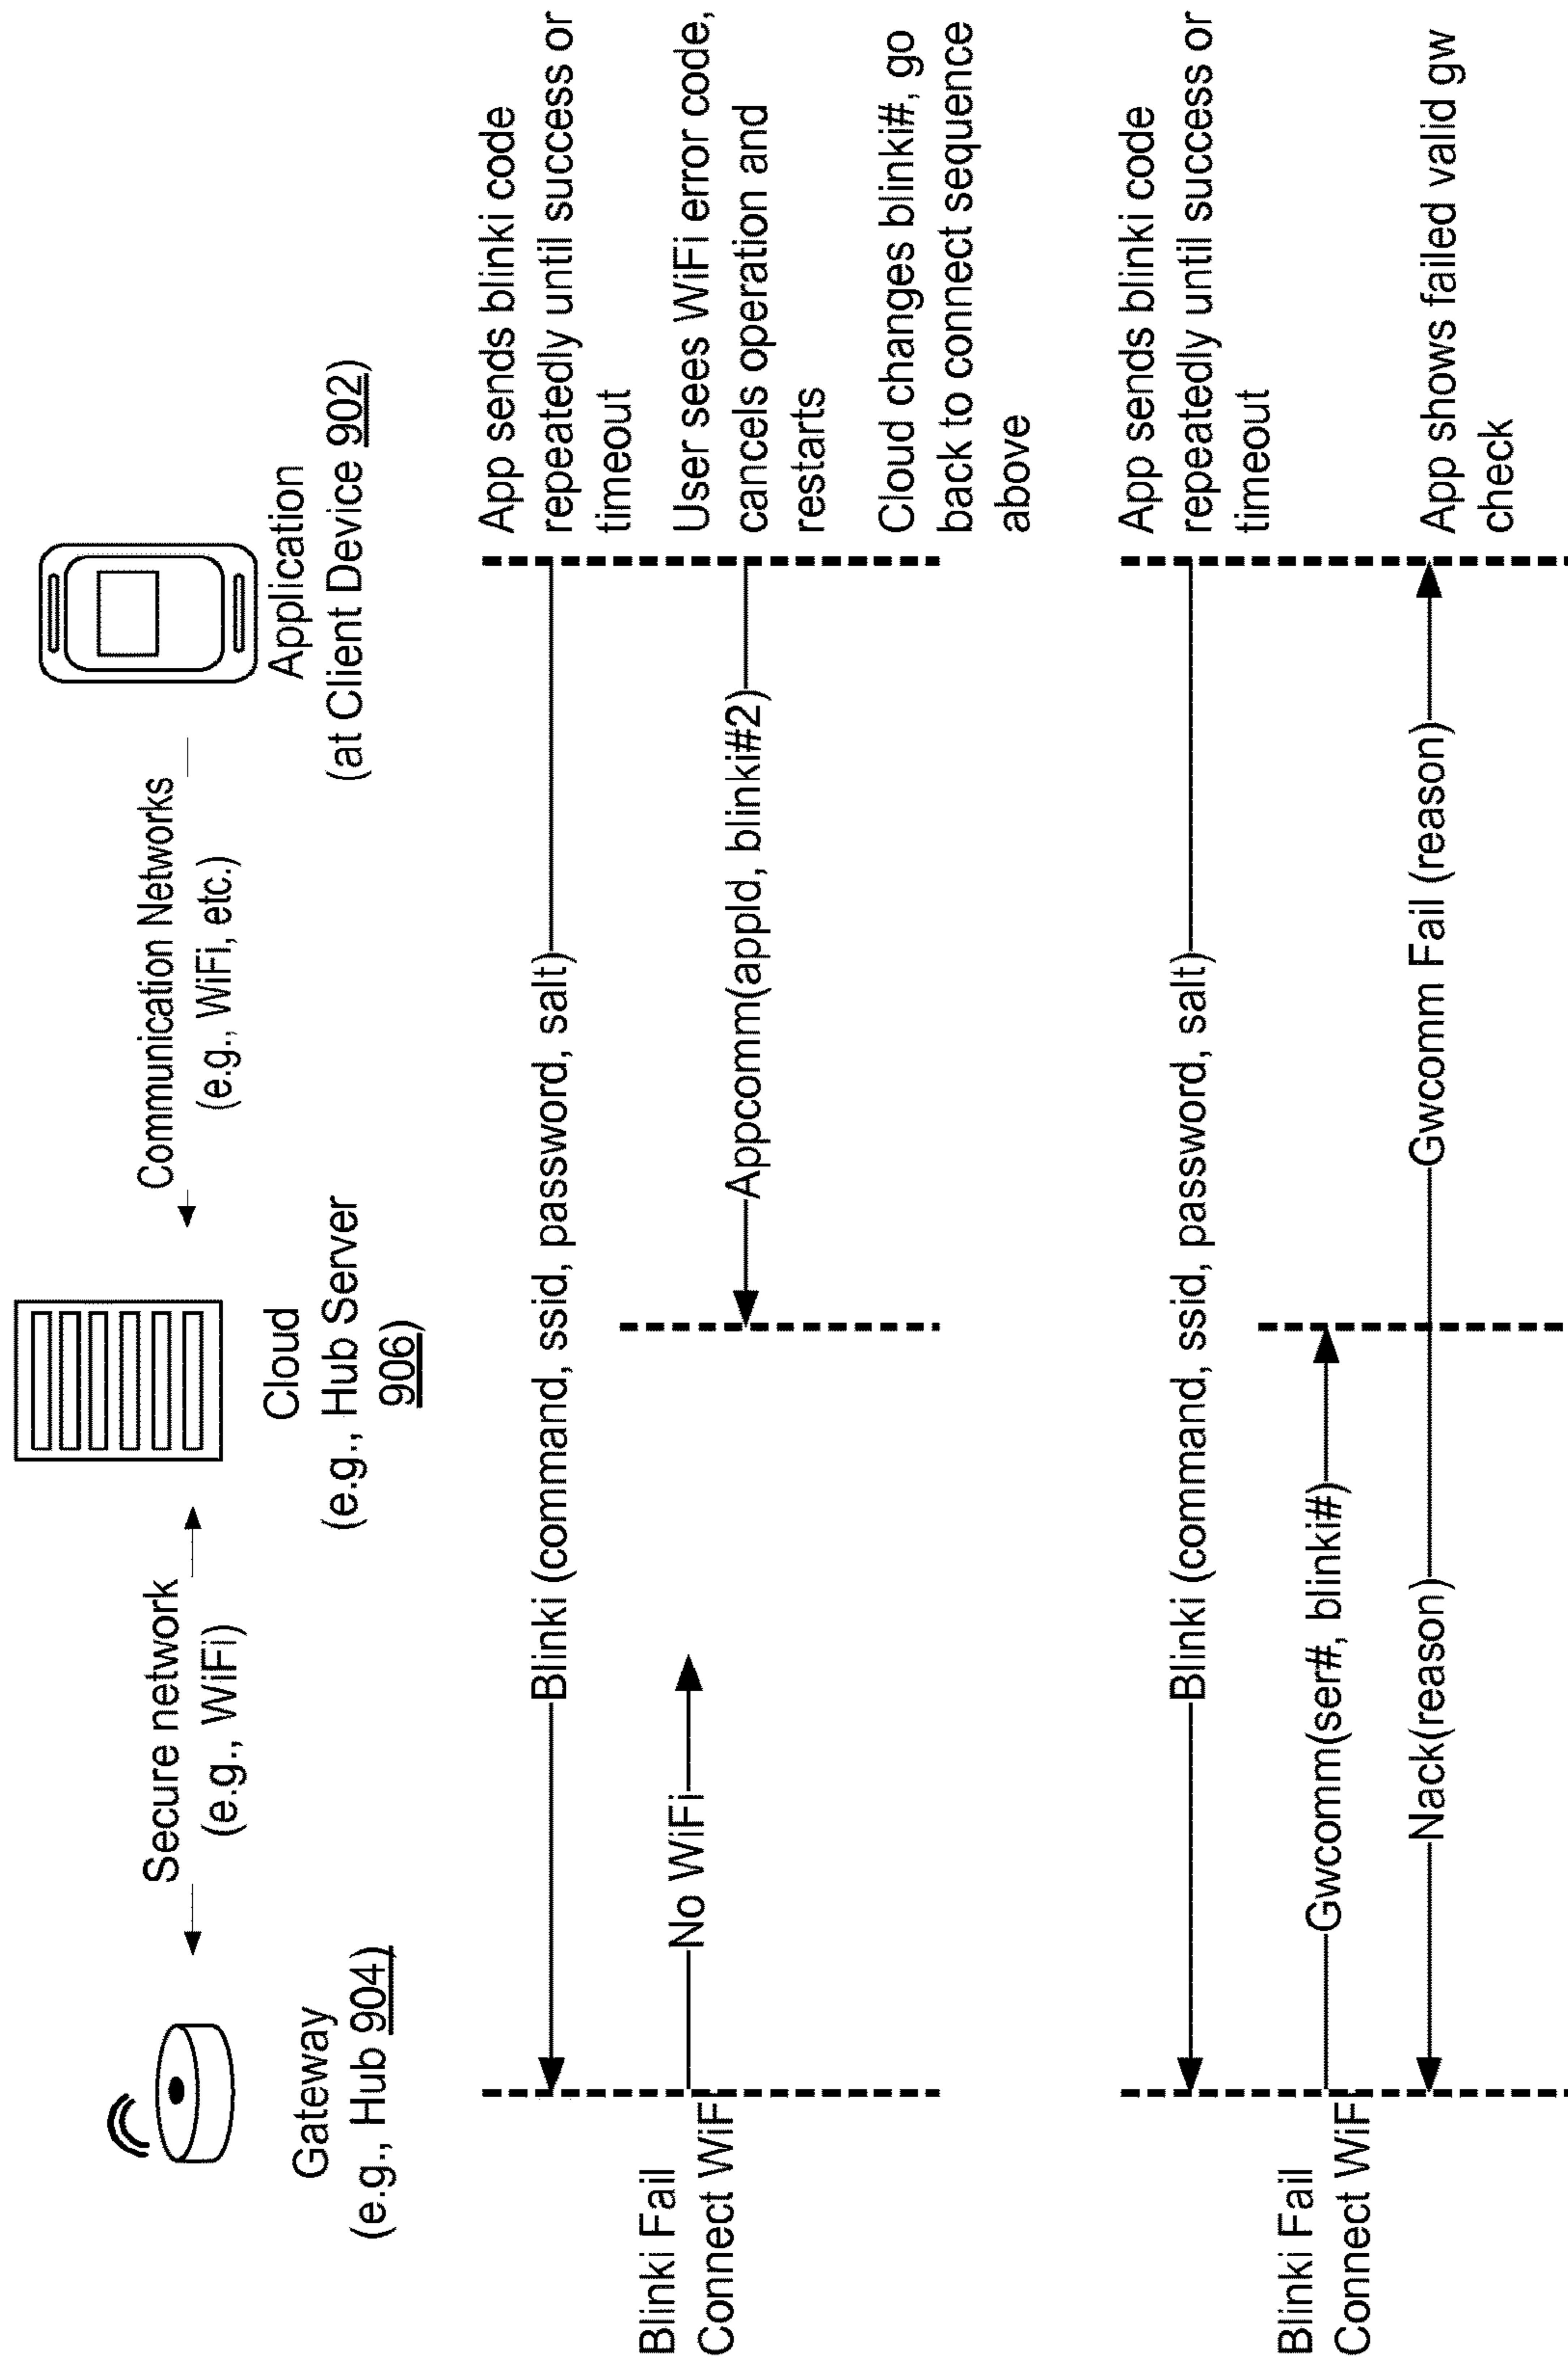 Secure network
(e.g., WiFi)
Communication Networks
(e.g., WiFi, etc.)
Gateway
(e.g., Hub 904)
Cloud
(e.g., Hub Server
906)
Application
(at Client Device 902)
Blinki (command, ssid, password, salt)
App sends blinki code
repeatedly until success or
timeout
Blinki Fail
Connect WiF
No WiFi
Appcomm(appId, blinki#2)
User sees WiFi error code,
cancels operation and
restarts
Cloud changes blinki#, go
back to connect sequence
above
Blinki (command, ssid, password, salt)
App sends blinki code
repeatedly until success or
timeout
Blinki Fail
Connect WiF
Gwcomm(ser#, blinki#)
Nack(reason)
Gwcomm Fail (reason)
App shows failed valid gw
check